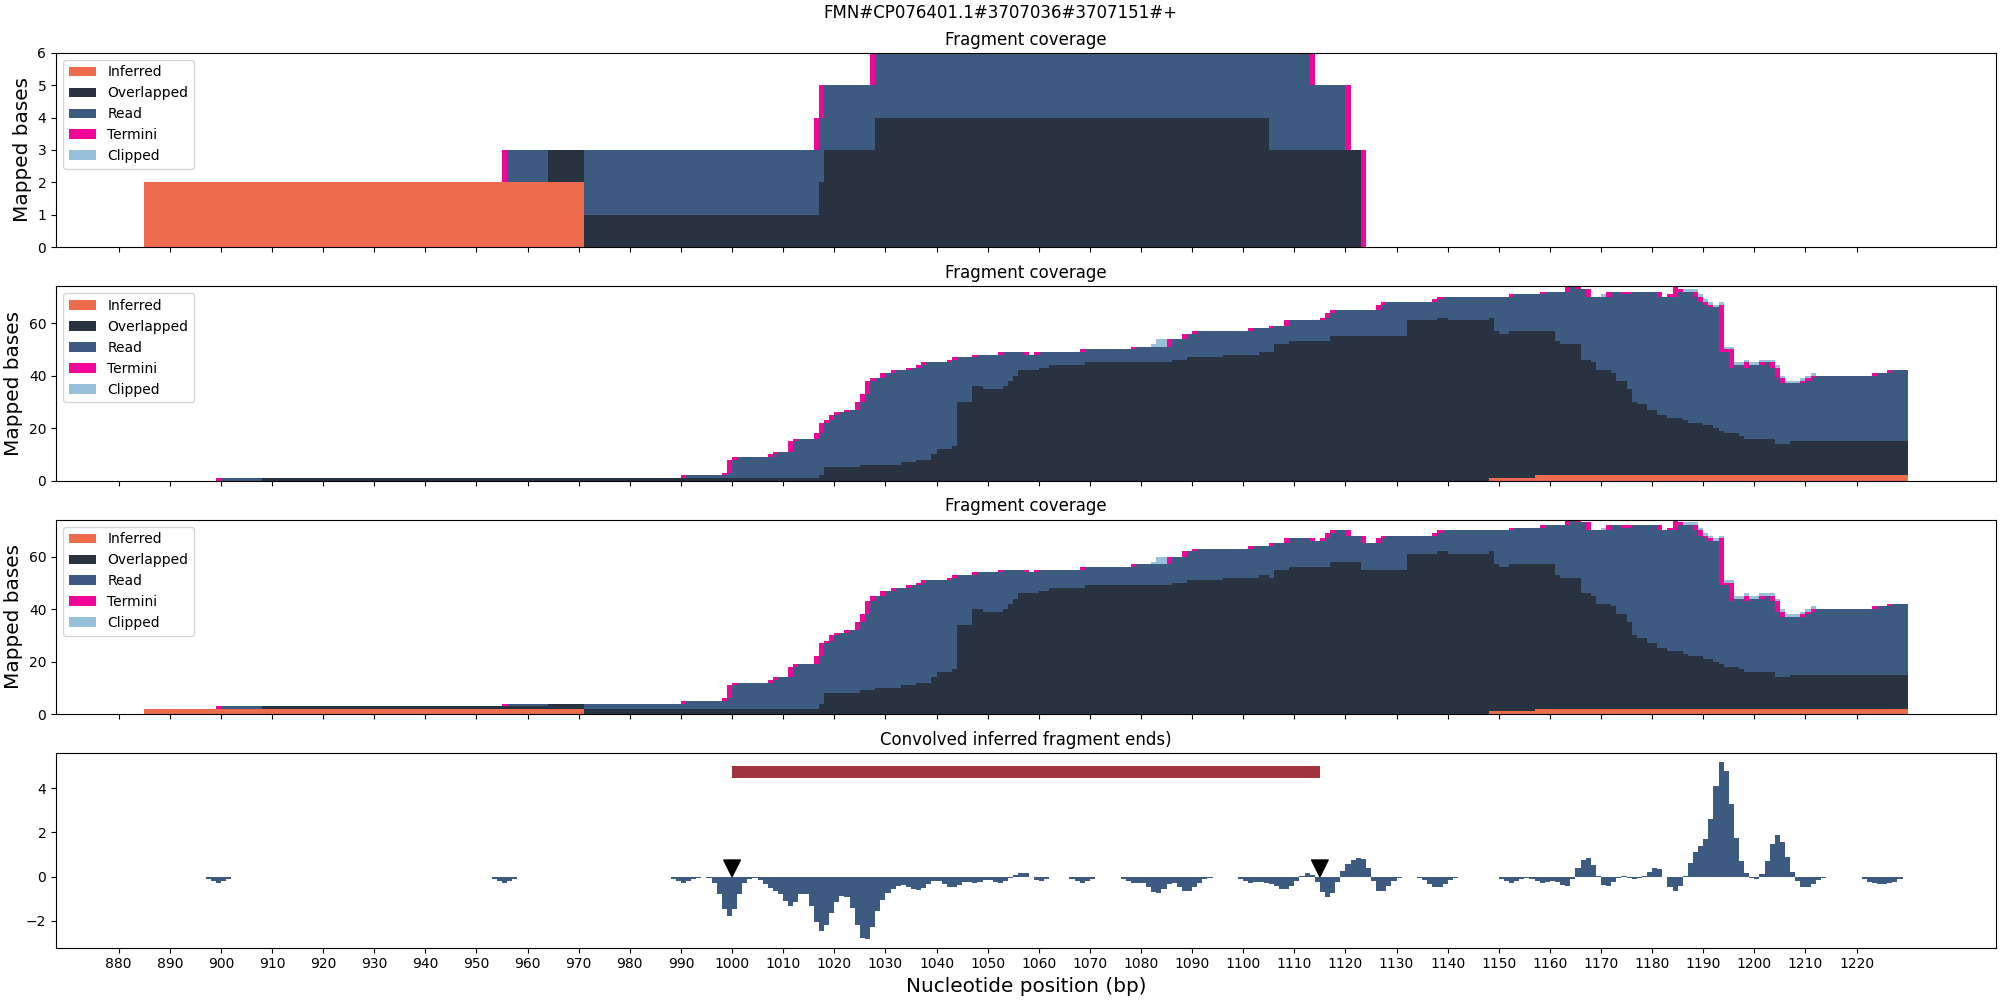 FMN#CP076401.1#3707036#3707151#+
Fragment coverage
Mapped bases
6
5
4
3
2
1
0
Inferred
Overlapped
Read
Termini
Clipped
Fragment coverage
Mapped bases
60
40
20
0
Inferred
Overlapped
Read
Termini
Clipped
Fragment coverage
Mapped bases
60
40
20
0
Inferred
Overlapped
Read
Termini
Clipped
Convolved inferred fragment ends)
4
2
0
−2
880 890 900 910 920 930 940 950 960 970 980 990 1000 1010 1020 1030 1040 1050 1060 1070 1080 1090 1100 1110 1120 1130 1140 1150 1160 1170 1180 1190 1200 1210 1220
Nucleotide position (bp)